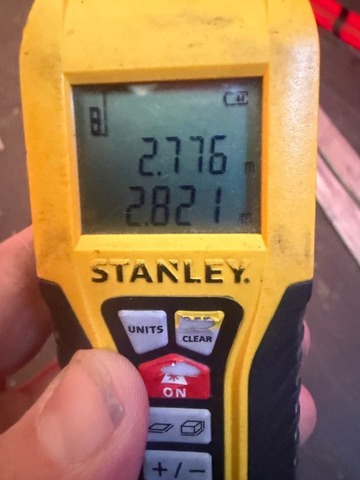 2.776 m
2.821 m
STANLEY.
UNITS
CLEAR
ON
+/−